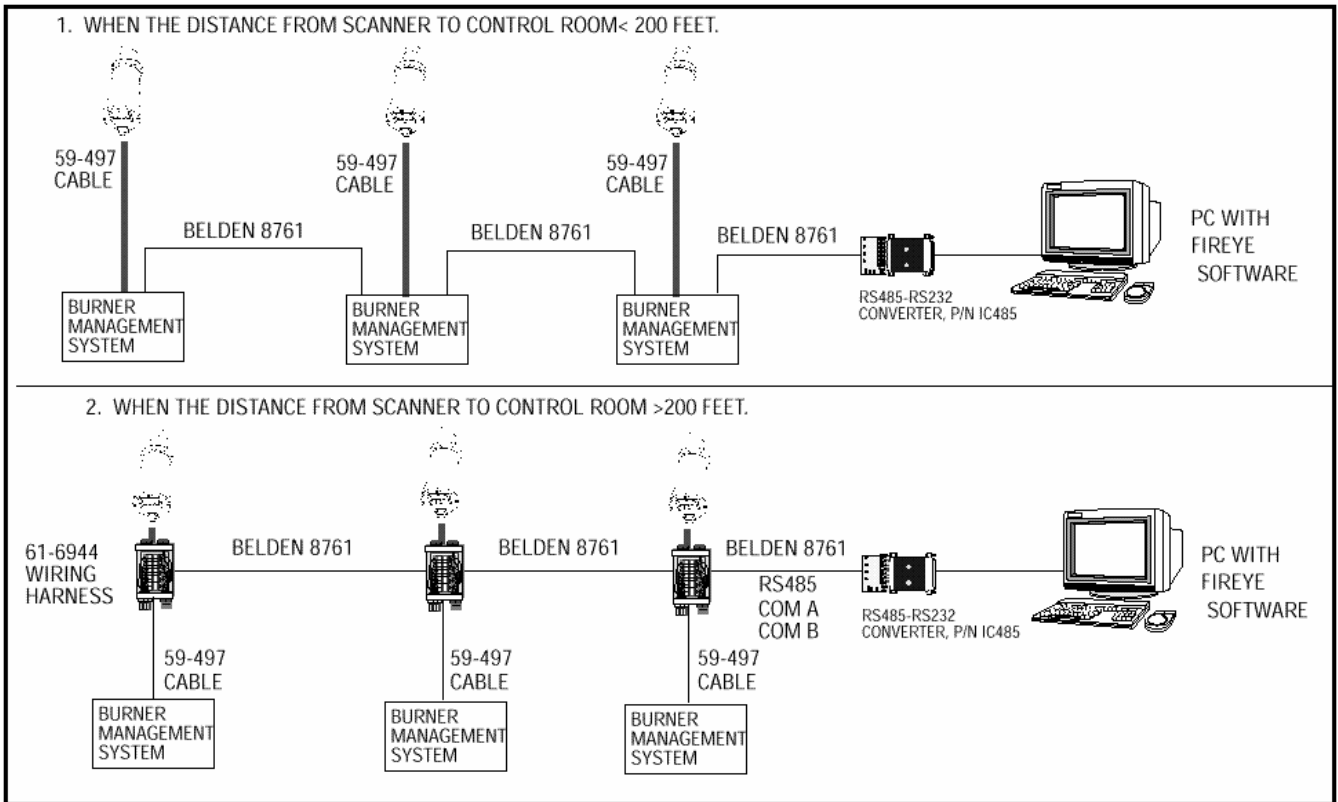 1. WHEN THE DISTANCE FROM SCANNER TO CONTROL ROOM< 200 FEET.
59-497
CABLE
59-497
CABLE
59-497
CABLE
BELDEN 8761
BELDEN 8761
BELDEN 8761
PC WITH
FIREYE
SOFTWARE
RS485-RS232
CONVERTER, P/N IC485
BURNER
MANAGEMENT
SYSTEM
BURNER
MANAGEMENT
SYSTEM
BURNER
MANAGEMENT
SYSTEM
2. WHEN THE DISTANCE FROM SCANNER TO CONTROL ROOM >200 FEET.
61-6944
WIRING
HARNESS
BELDEN 8761
BELDEN 8761
BELDEN 8761
RS485
COM A
COM B
RS485-RS232
CONVERTER, P/N IC485
PC WITH
FIREYE
SOFTWARE
59-497
CABLE
59-497
CABLE
59-497
CABLE
BURNER
MANAGEMENT
SYSTEM
BURNER
MANAGEMENT
SYSTEM
BURNER
MANAGEMENT
SYSTEM